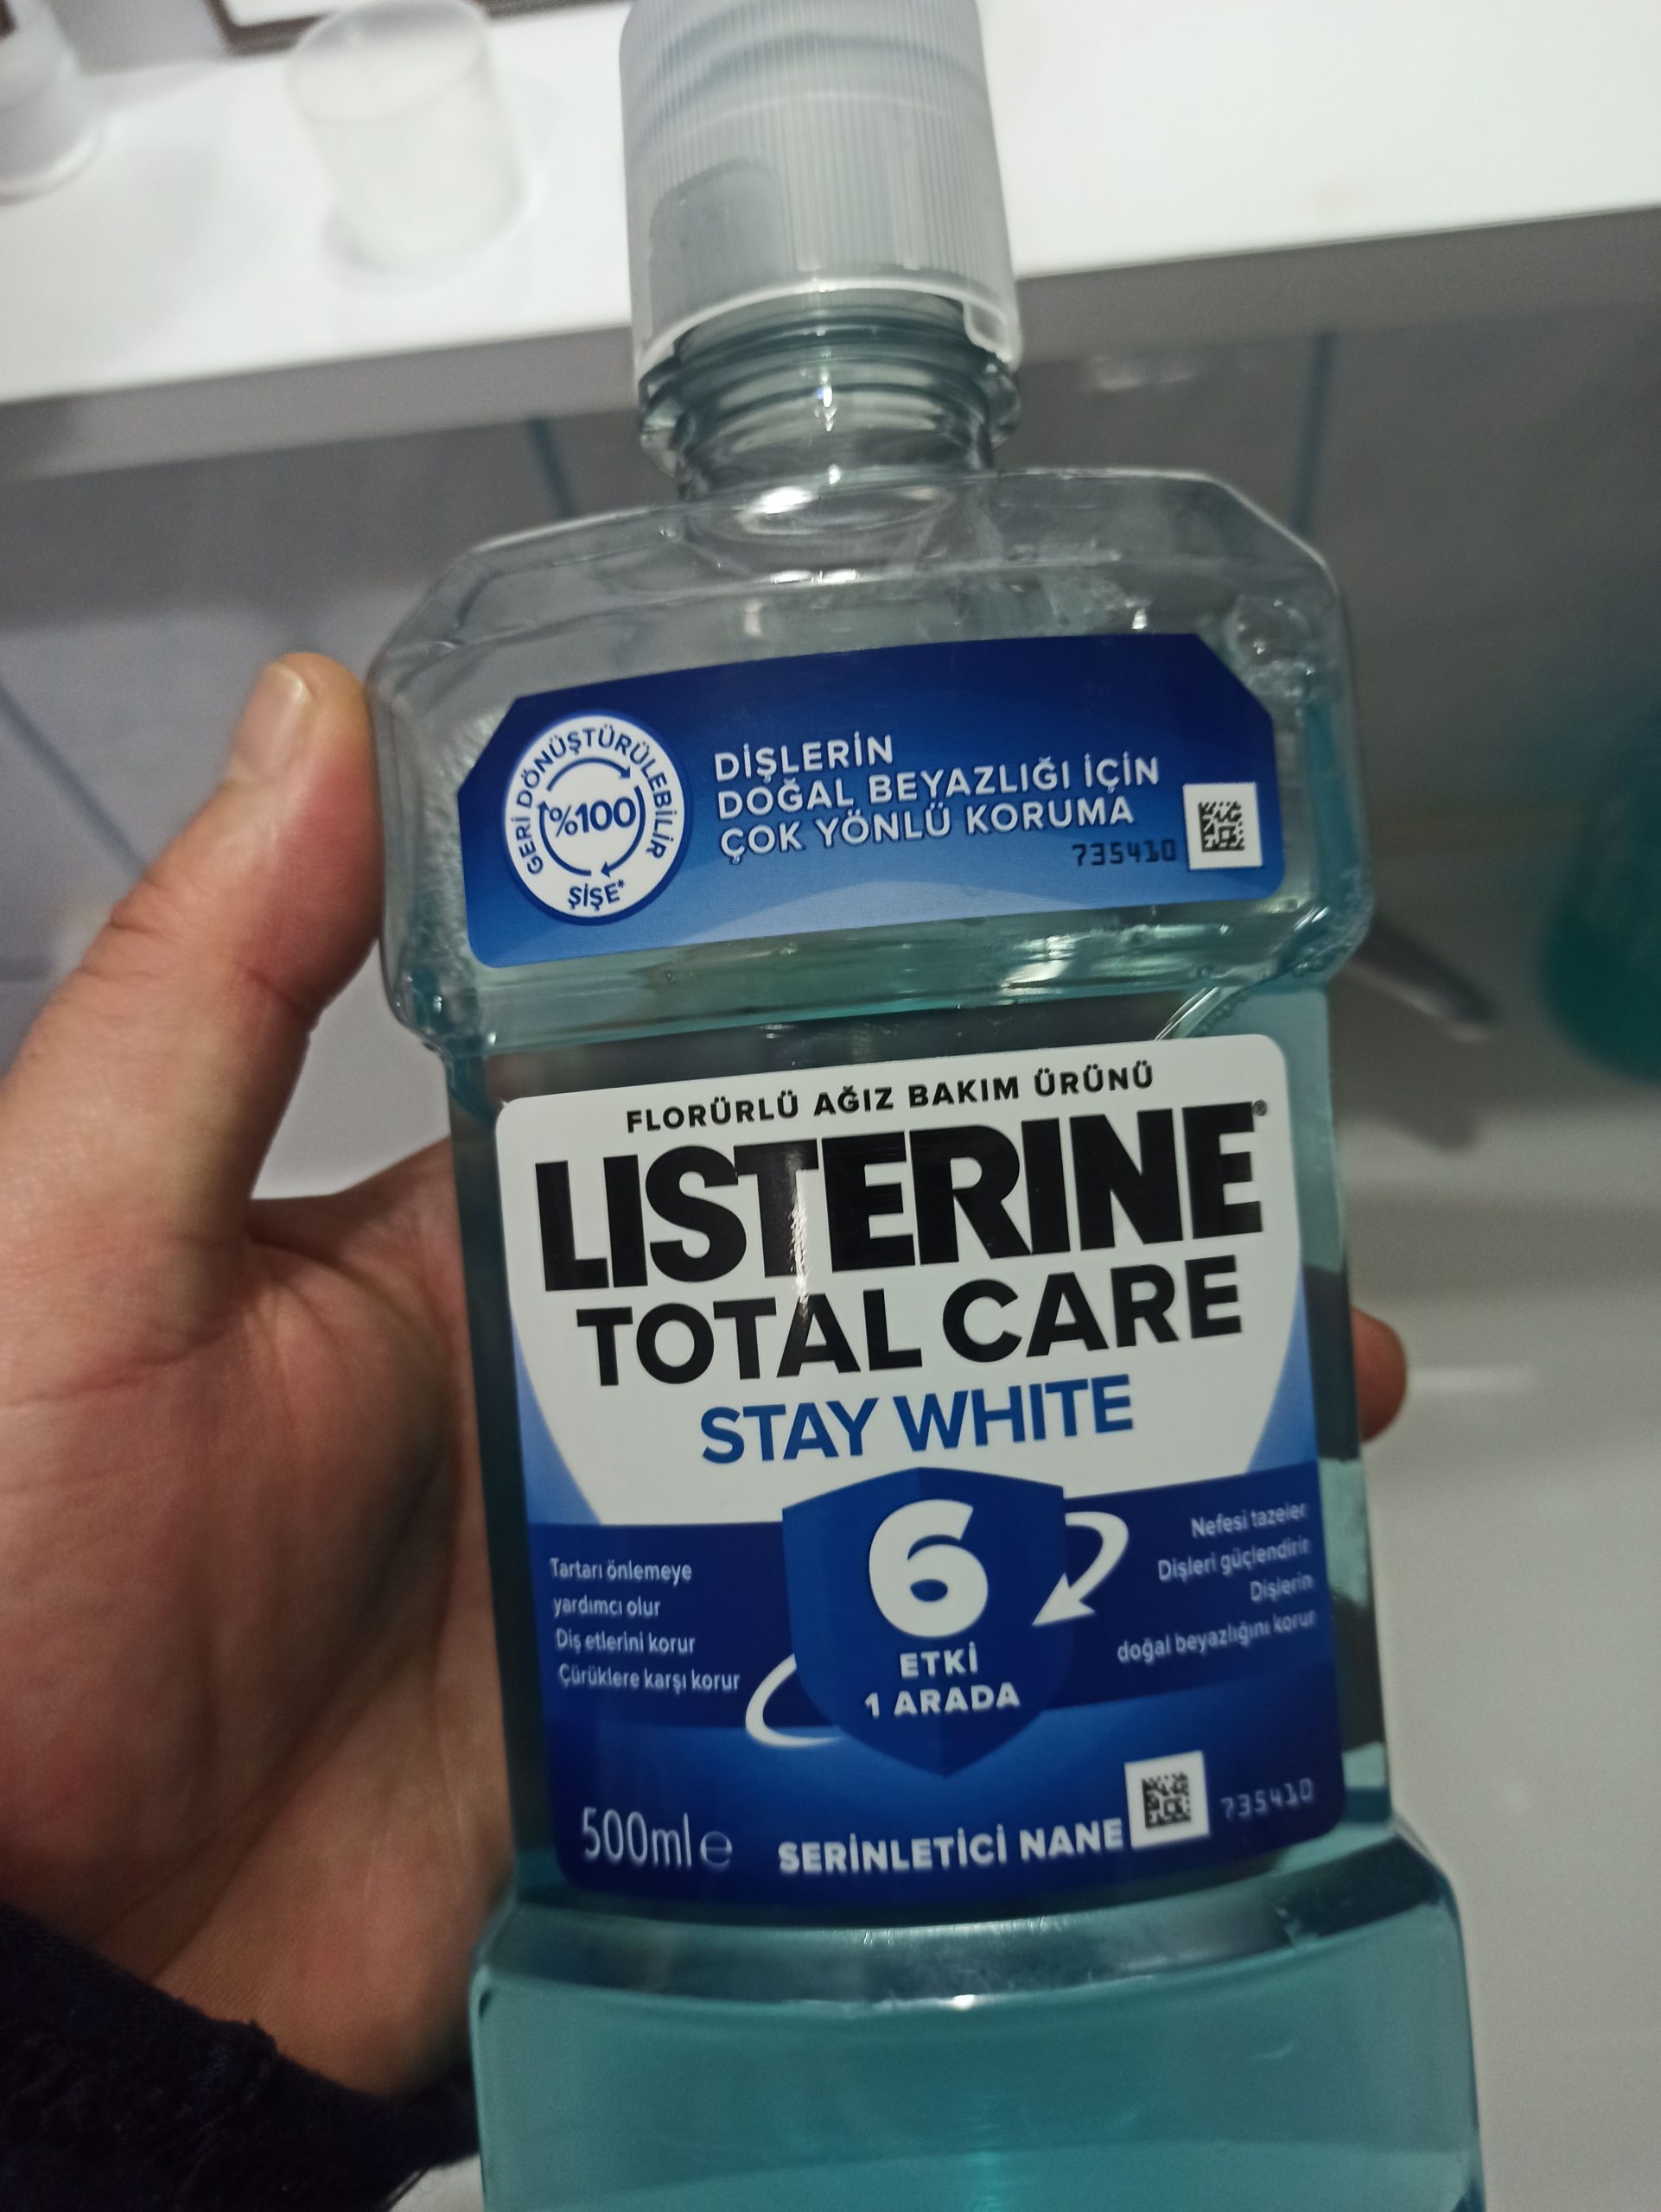 GERİ DÖNÜŞTÜRÜLEBİLİR
%100
ŞİŞE*
DİŞLERİN
DOĞAL BEYAZLIĞI İÇİN
ÇOK YÖNLÜ KORUMA
735410
FLORÜRLÜ AĞIZ BAKIM ÜRÜNÜ
LISTERINE®
TOTAL CARE
STAY WHITE
Tartarı önlemeye
yardımcı olur
Diş etlerini korur
Çürüklere karşı korur
6
ETKİ
1 ARADA
Nefesi tazeler
Dişleri güçlendirir
Dişlerin
doğal beyazlığını korur
500ml e
SERİNLETİCİ NANE
735410